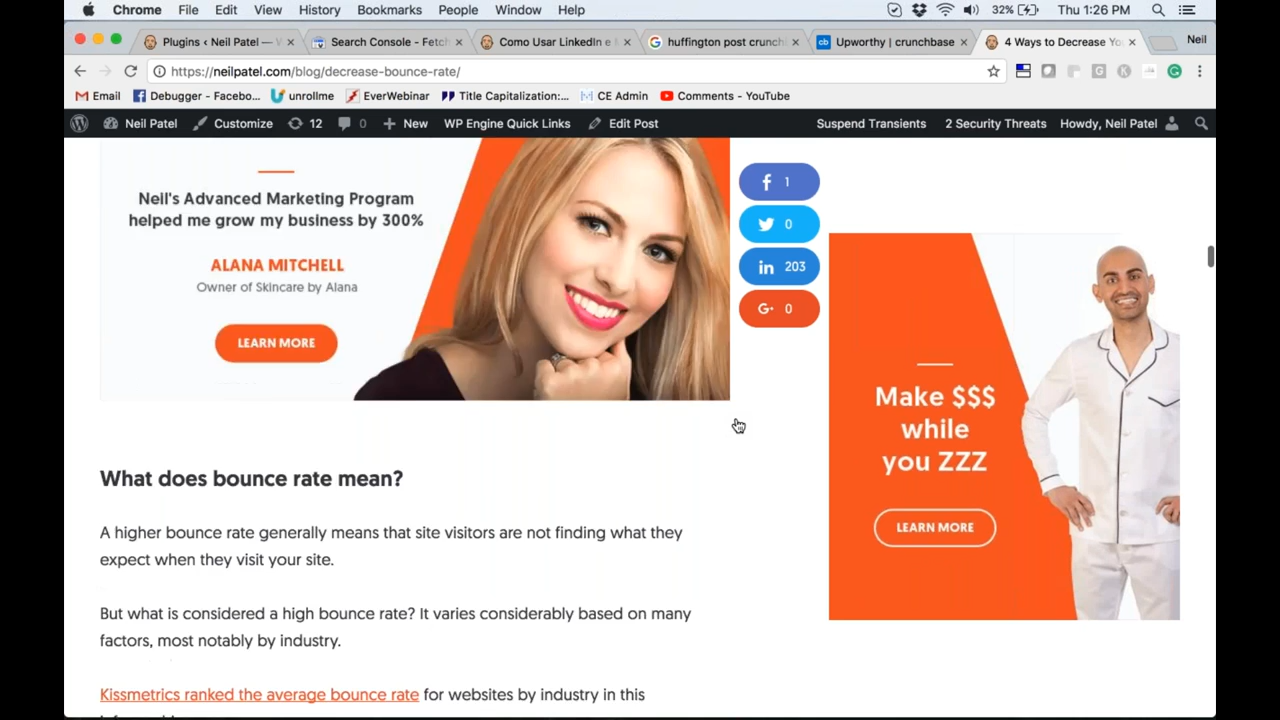 Chrome File Edit View History Bookmarks People Window Help 32% Thu 1:26 PM
Plugins ‹ Neil Patel — W
Search Console - Fetch
Como Usar LinkedIn e
huffington post crunch
Upworthy | crunchbase
4 Ways to Decrease Yo
Neil
https://neilpatel.com/blog/decrease-bounce-rate/
Email Debugger - Facebo... unrollme EverWebinar Title Capitalization:... CE Admin Comments - YouTube
Neil Patel Customize 12 0 New WP Engine Quick Links Edit Post Suspend Transients 2 Security Threats Howdy, Neil Patel
Neil's Advanced Marketing Program
helped me grow my business by 300%
ALANA MITCHELL
Owner of Skincare by Alana
LEARN MORE
1
0
203
0
Make $$$
while
you ZZZ
LEARN MORE
What does bounce rate mean?
A higher bounce rate generally means that site visitors are not finding what they
expect when they visit your site.
But what is considered a high bounce rate? It varies considerably based on many
factors, most notably by industry.
Kissmetrics ranked the average bounce rate for websites by industry in this